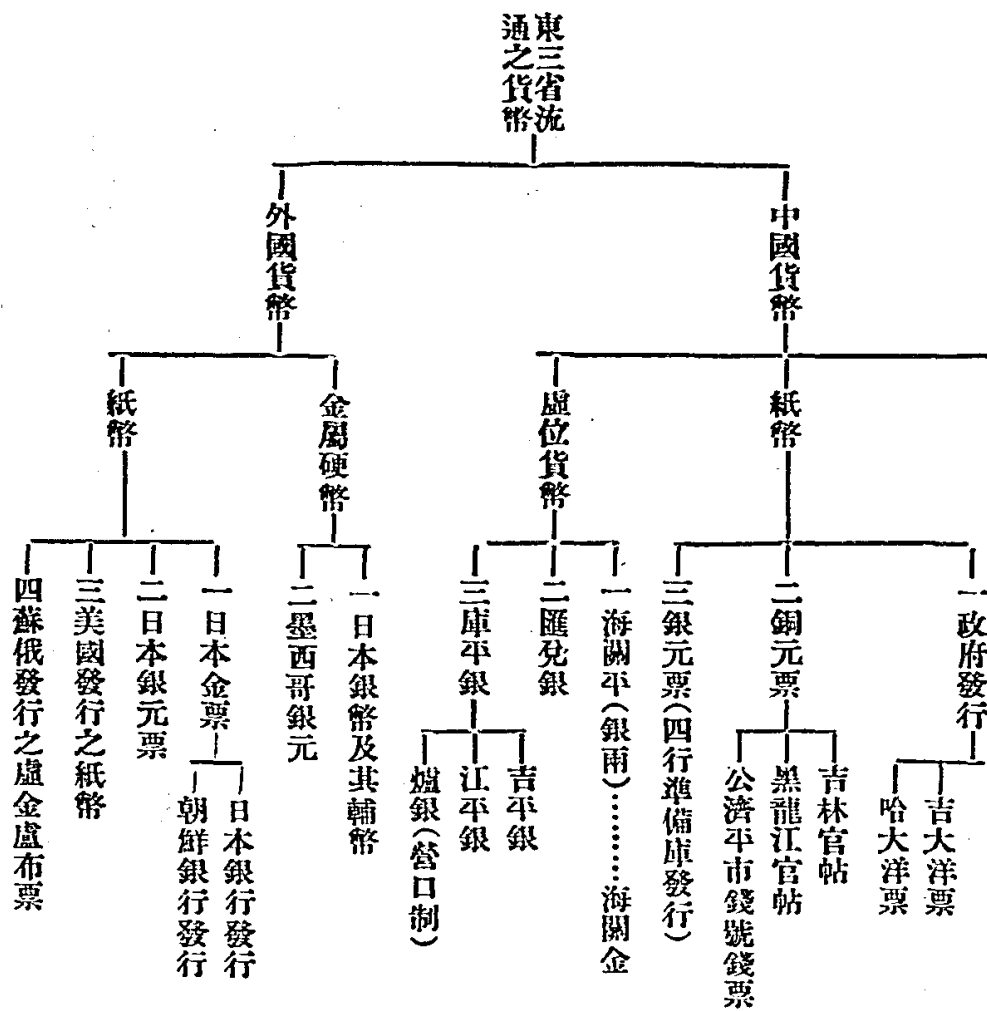 東三省流
通之貨幣
中國貨幣
外國貨幣
紙幣
虛位貨幣
金屬硬幣
紙幣
一政府發行
二銅元票
三銀元票(四行準備庫發行)
一海關平(銀兩)………海關金
二匯兌銀
三庫平銀
一日本銀幣及其輔幣
二墨西哥銀元
一日本金票
二日本銀元票
三美國發行之紙幣
四蘇俄發行之虛金盧布票
吉大洋票
哈大洋票
吉林官帖
黑龍江官帖
公濟平市錢號錢票
吉平銀
江平銀
爐銀(營口制)
日本銀行發行
朝鮮銀行發行